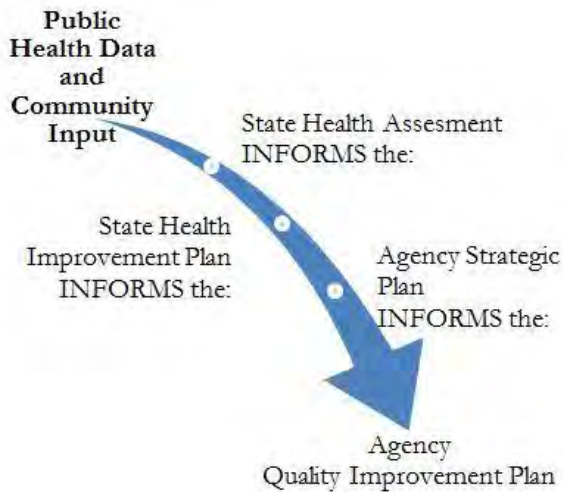 Public
Health Data
and
Community
Input
State Health Assesment
INFORMS the:
State Health
Improvement Plan
INFORMS the:
Agency Strategic
Plan
INFORMS the:
Agency
Quality Improvement Plan